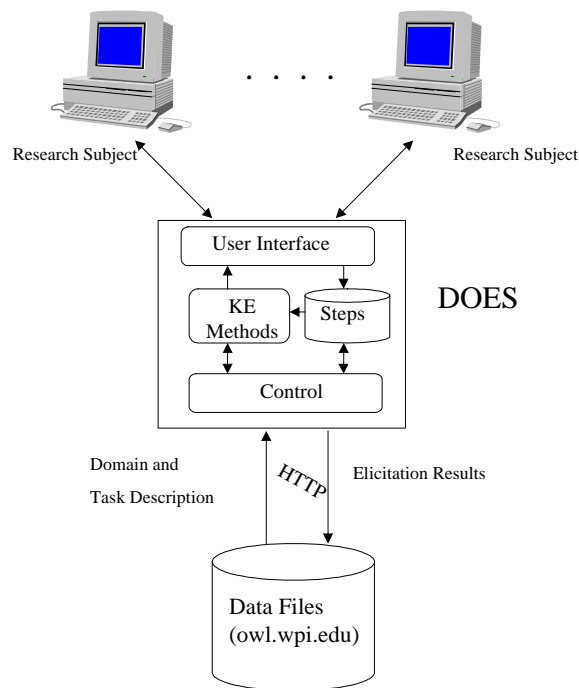 Research Subject
Research Subject
User Interface
KE
Methods
Steps
DOES
Control
Domain and
Task Description
HTTP
Elicitation Results
Data Files
(owl.wpi.edu)